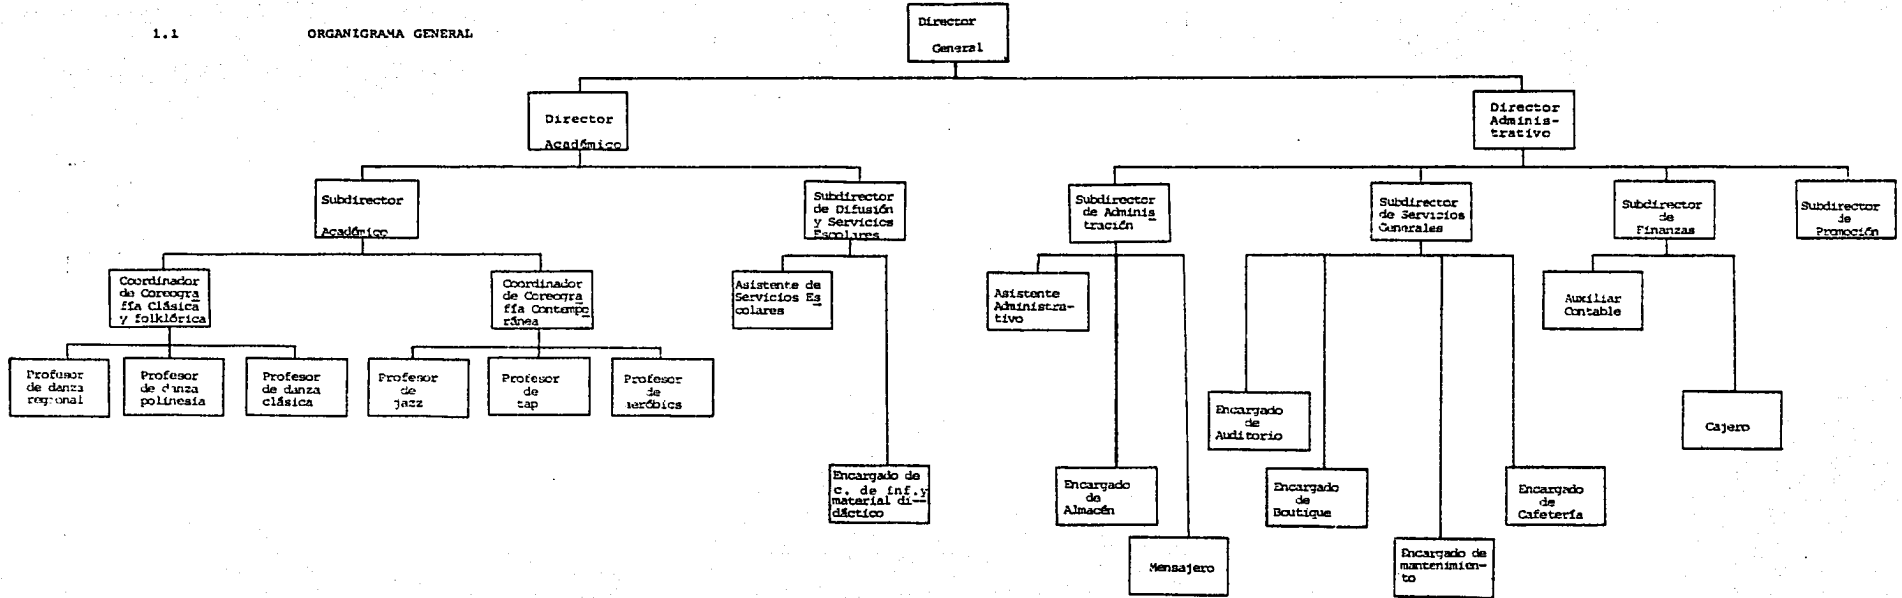 1.1 ORGANIGRAMA GENERAL
Director
General
Director
Académico
Director
Adminis-
trativo
Subdirector
Académico
Subdirector
de Difusión
y Servicios
Escolares
Subdirector
de Adminis
tración
Subdirector
de Servicios
Generales
Subdirector
de
Finanzas
Subdirector
de
Promoción
Coordinador
de Coreogra
fía Clásica
y folklórica
Coordinador
de Coreogra
fía Contempo
ránea
Asistente de
Servicios Es
colares
Asistente
Administra-
tivo
Auxiliar
Contable
Profesor
de danza
regional
Profesor
de danza
polinesia
Profesor
de danza
clásica
Profesor
de
jazz
Profesor
de
tap
Profesor
de
aeróbics
Encargado
de
Auditorio
Cajero
Encargado de
c. de inf.y
material di-
dáctico
Encargado
de
Almacén
Encargado
de
Boutique
Encargado
de
Cafetería
Mensajero
Encargado de
mantenimien-
to